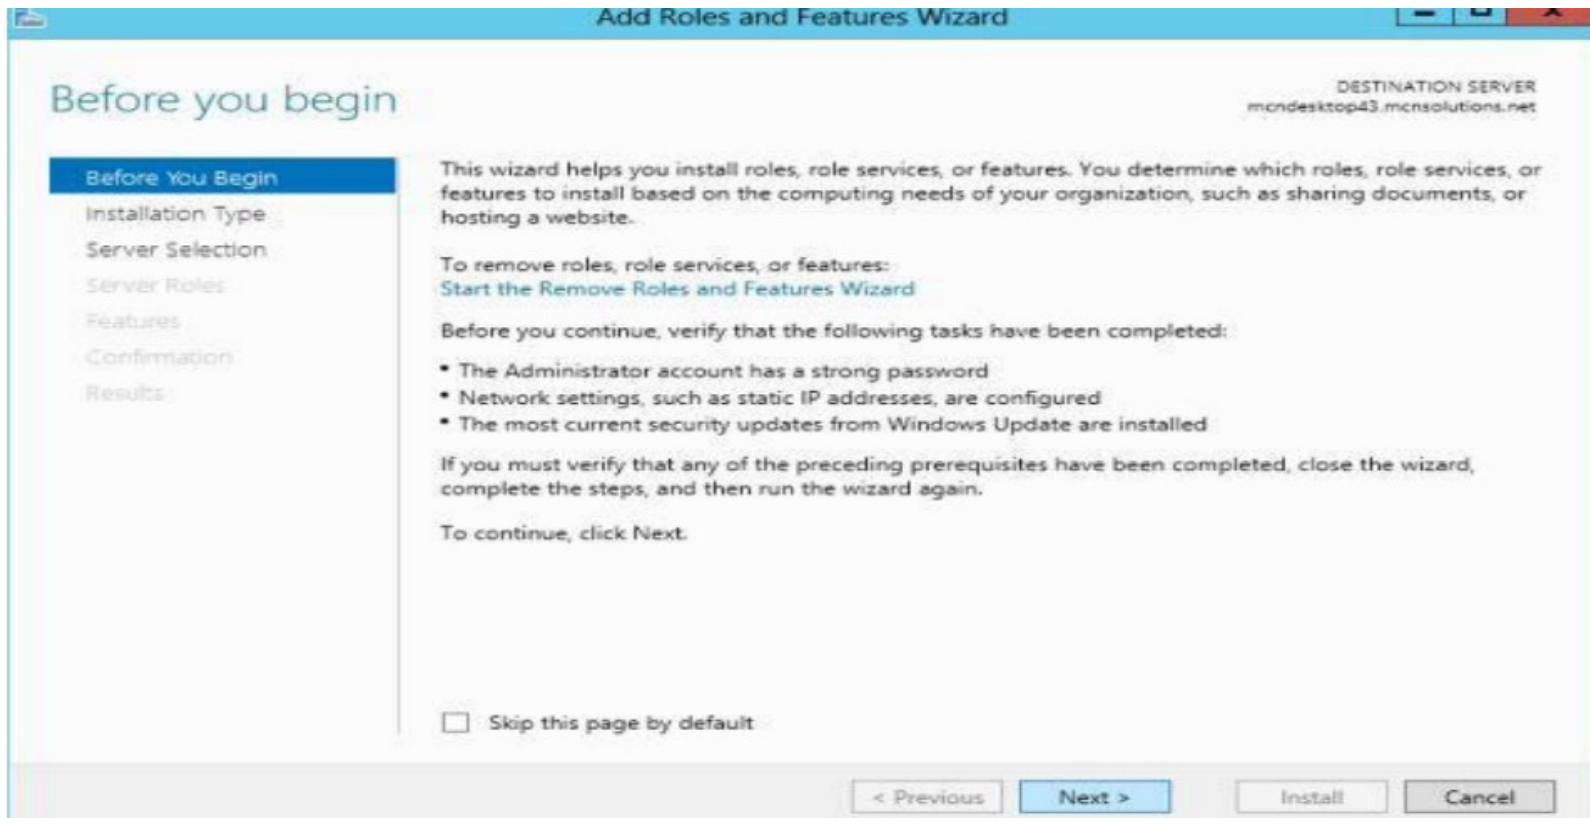 Add Roles and Features Wizard
Before you begin
DESTINATION SERVER
mcndesktop43.mcnsolutions.net
Before You Begin
Installation Type
Server Selection
Server Roles
Features
Confirmation
Results
This wizard helps you install roles, role services, or features. You determine which roles, role services, or
features to install based on the computing needs of your organization, such as sharing documents, or
hosting a website.
To remove roles, role services, or features:
Start the Remove Roles and Features Wizard
Before you continue, verify that the following tasks have been completed:
• The Administrator account has a strong password
• Network settings, such as static IP addresses, are configured
• The most current security updates from Windows Update are installed
If you must verify that any of the preceding prerequisites have been completed, close the wizard,
complete the steps, and then run the wizard again.
To continue, click Next.
Skip this page by default
< Previous
Next >
Install
Cancel